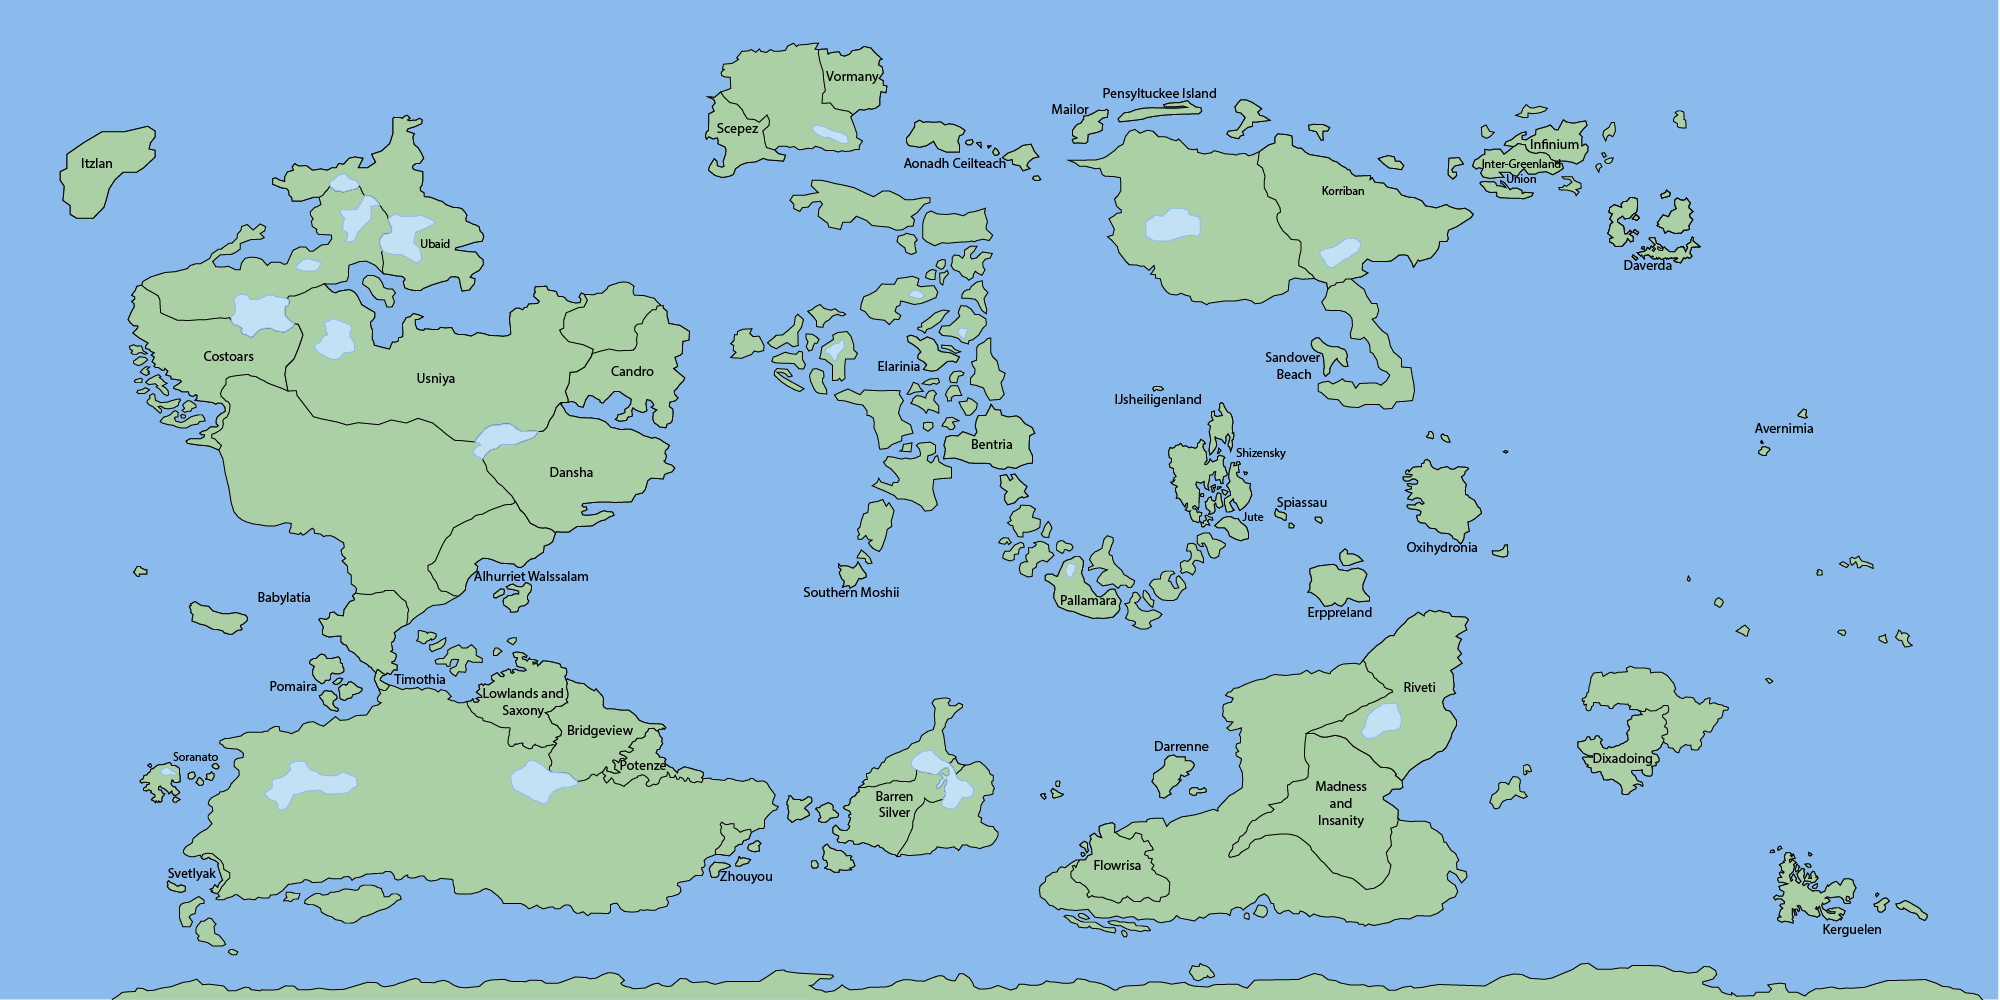 Vormany
Pensyltuckee Island
Mailor
Scepez
Infinium
Aonadh Ceilteach
Inter-Greenland
Union
Itzlan
Korriban
Ubaid
Daverda
Costoars
Sandover
Beach
Elarinia
Candro
Usniya
IJsheiligenland
Avernimia
Bentria
Shizensky
Dansha
Spiassau
Jute
Oxihydronia
Alhurriet Walssalam
Southern Moshii
Babylatia
Pallamara
Erppreland
Timothia
Pomaira
Riveti
Lowlands and
Saxony
Bridgeview
Darrenne
Soranato
Dixadoing
Potenze
Madness
and
Insanity
Barren
Silver
Flowrisa
Svetlyak
Zhouyou
Kerguelen